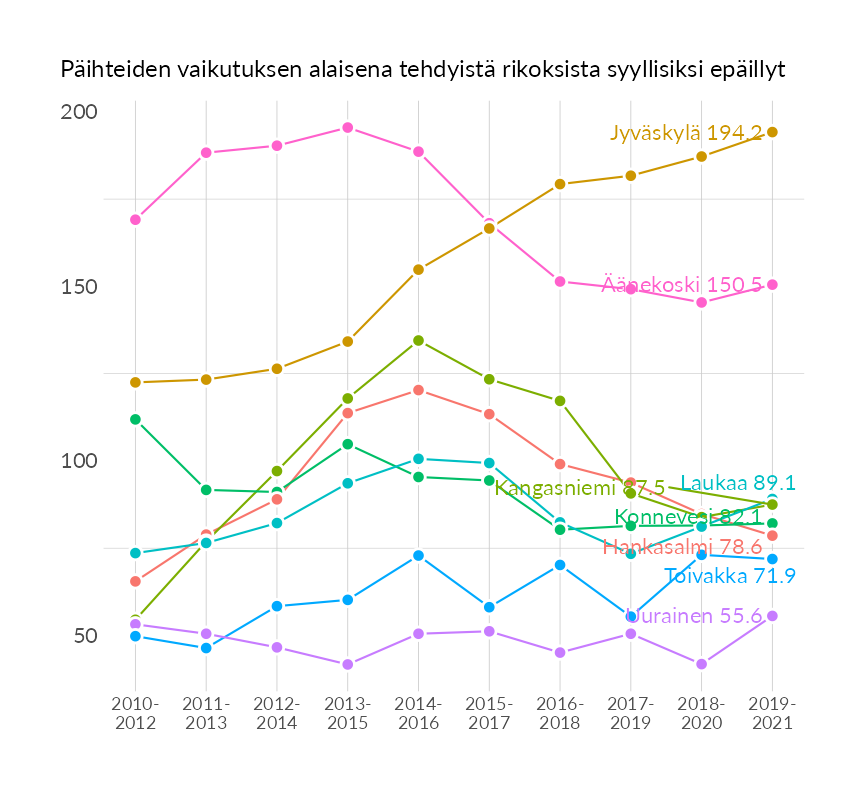 Päihteiden vaikutuksen alaisena tehdyistä rikoksista syyllisiksi epäillyt
200
Jyväskylä 194.2
150
Äänekoski 150.5
100
Laukaa 89.1
Kangasniemi 87.5
Konnevesi 82.1
Hankasalmi 78.6
Toivakka 71.9
50
Uurainen 55.6
2010- 2011- 2012- 2013- 2014- 2015- 2016- 2017- 2018- 2019-
2012 2013 2014 2015 2016 2017 2018 2019 2020 2021